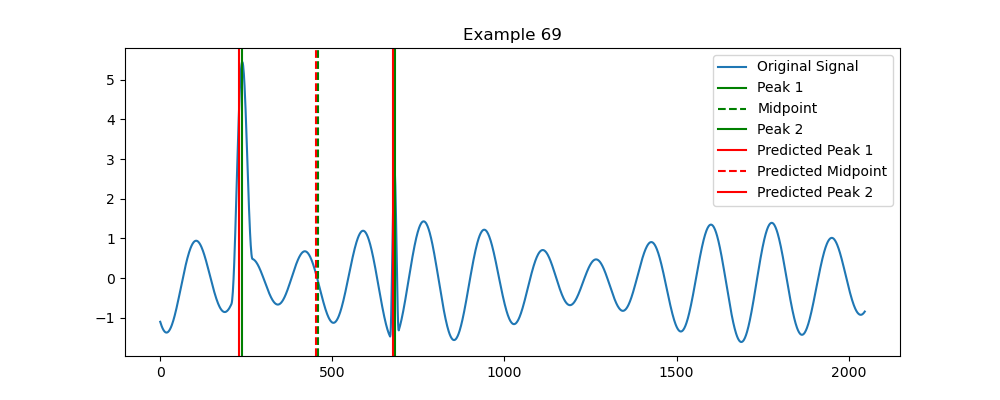 Example 69
5
4
3
2
1
0
−1
0
500
1000
1500
2000
Original Signal
Peak 1
Midpoint
Peak 2
Predicted Peak 1
Predicted Midpoint
Predicted Peak 2